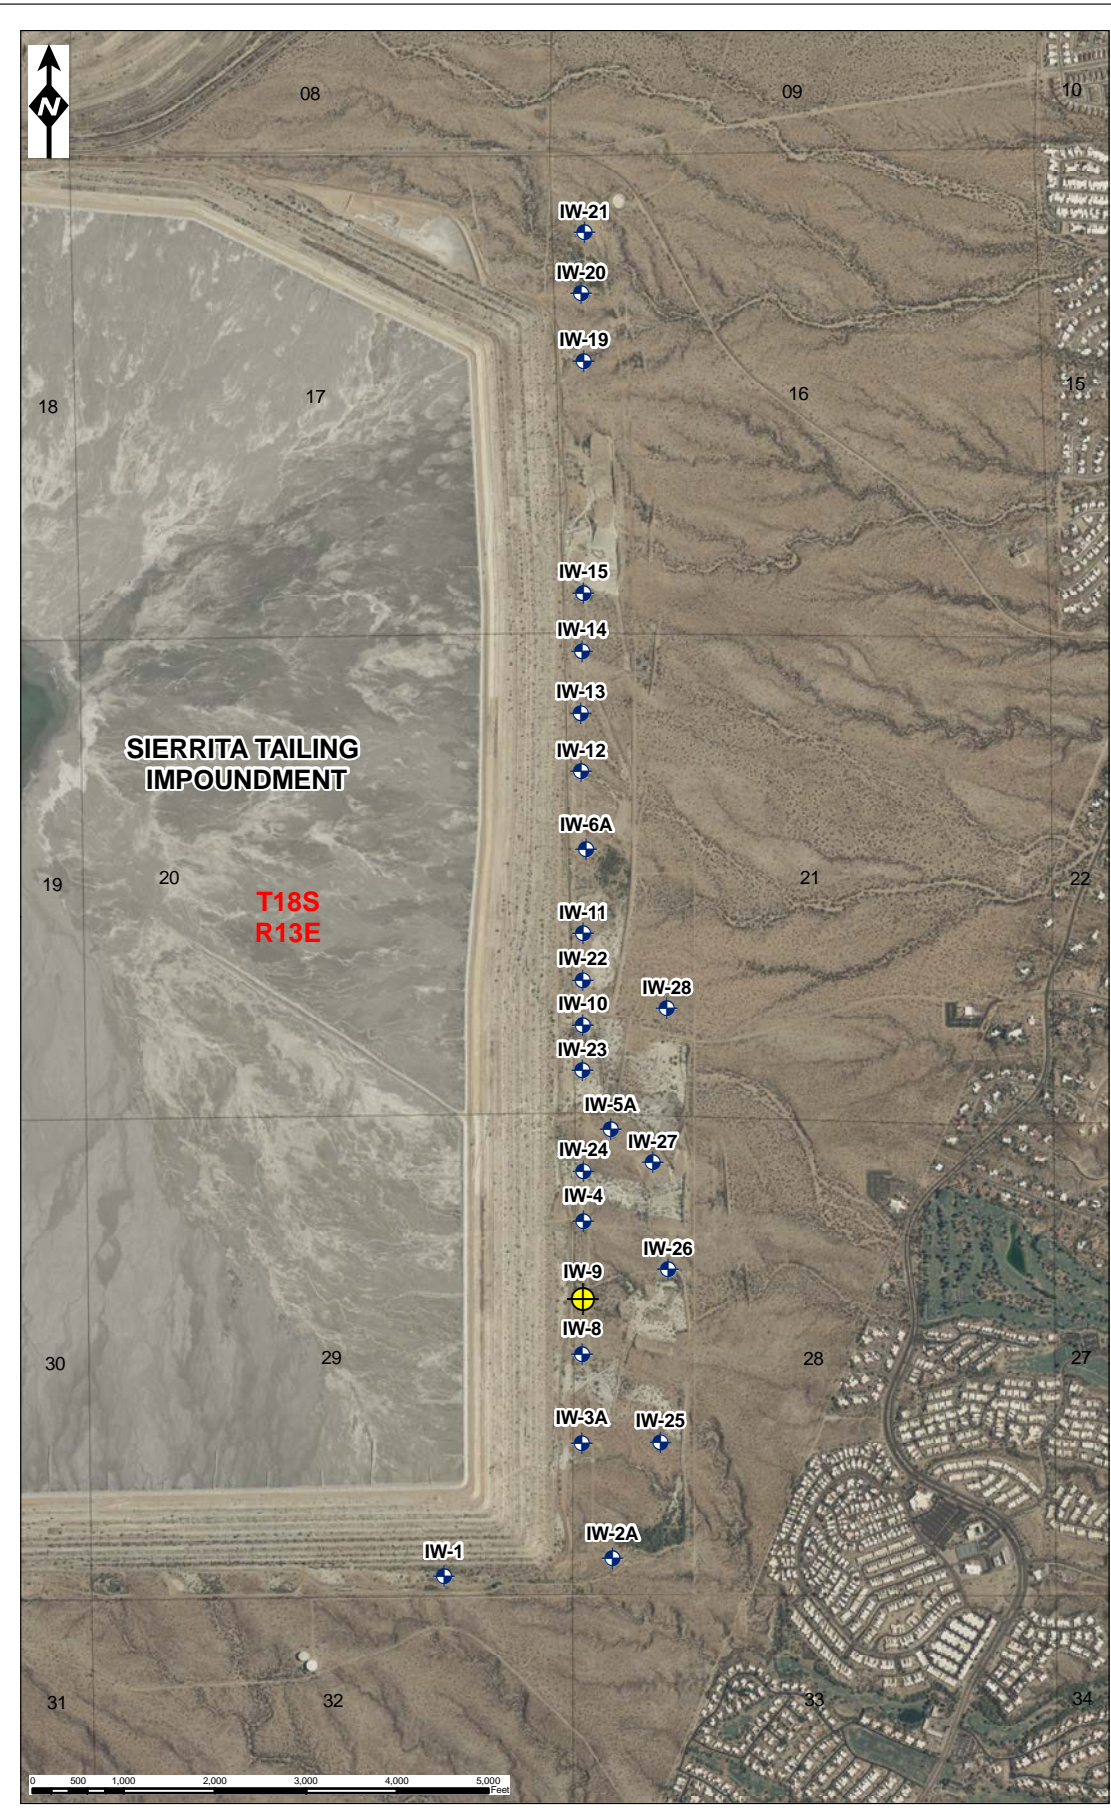 N
08
09
10
IW-21
IW-20
IW-19
18
17
16
15
IW-15
IW-14
IW-13
SIERRITA TAILING
IMPOUNDMENT
IW-12
IW-6A
19
20
21
22
T18S
R13E
IW-11
IW-22
IW-28
IW-10
IW-23
IW-5A
IW-27
IW-24
IW-4
IW-26
IW-9
IW-8
30
29
28
27
IW-3A
IW-25
IW-2A
IW-1
31
32
33
34
0 500 1,000 2,000 3,000 4,000 5,000
Feet